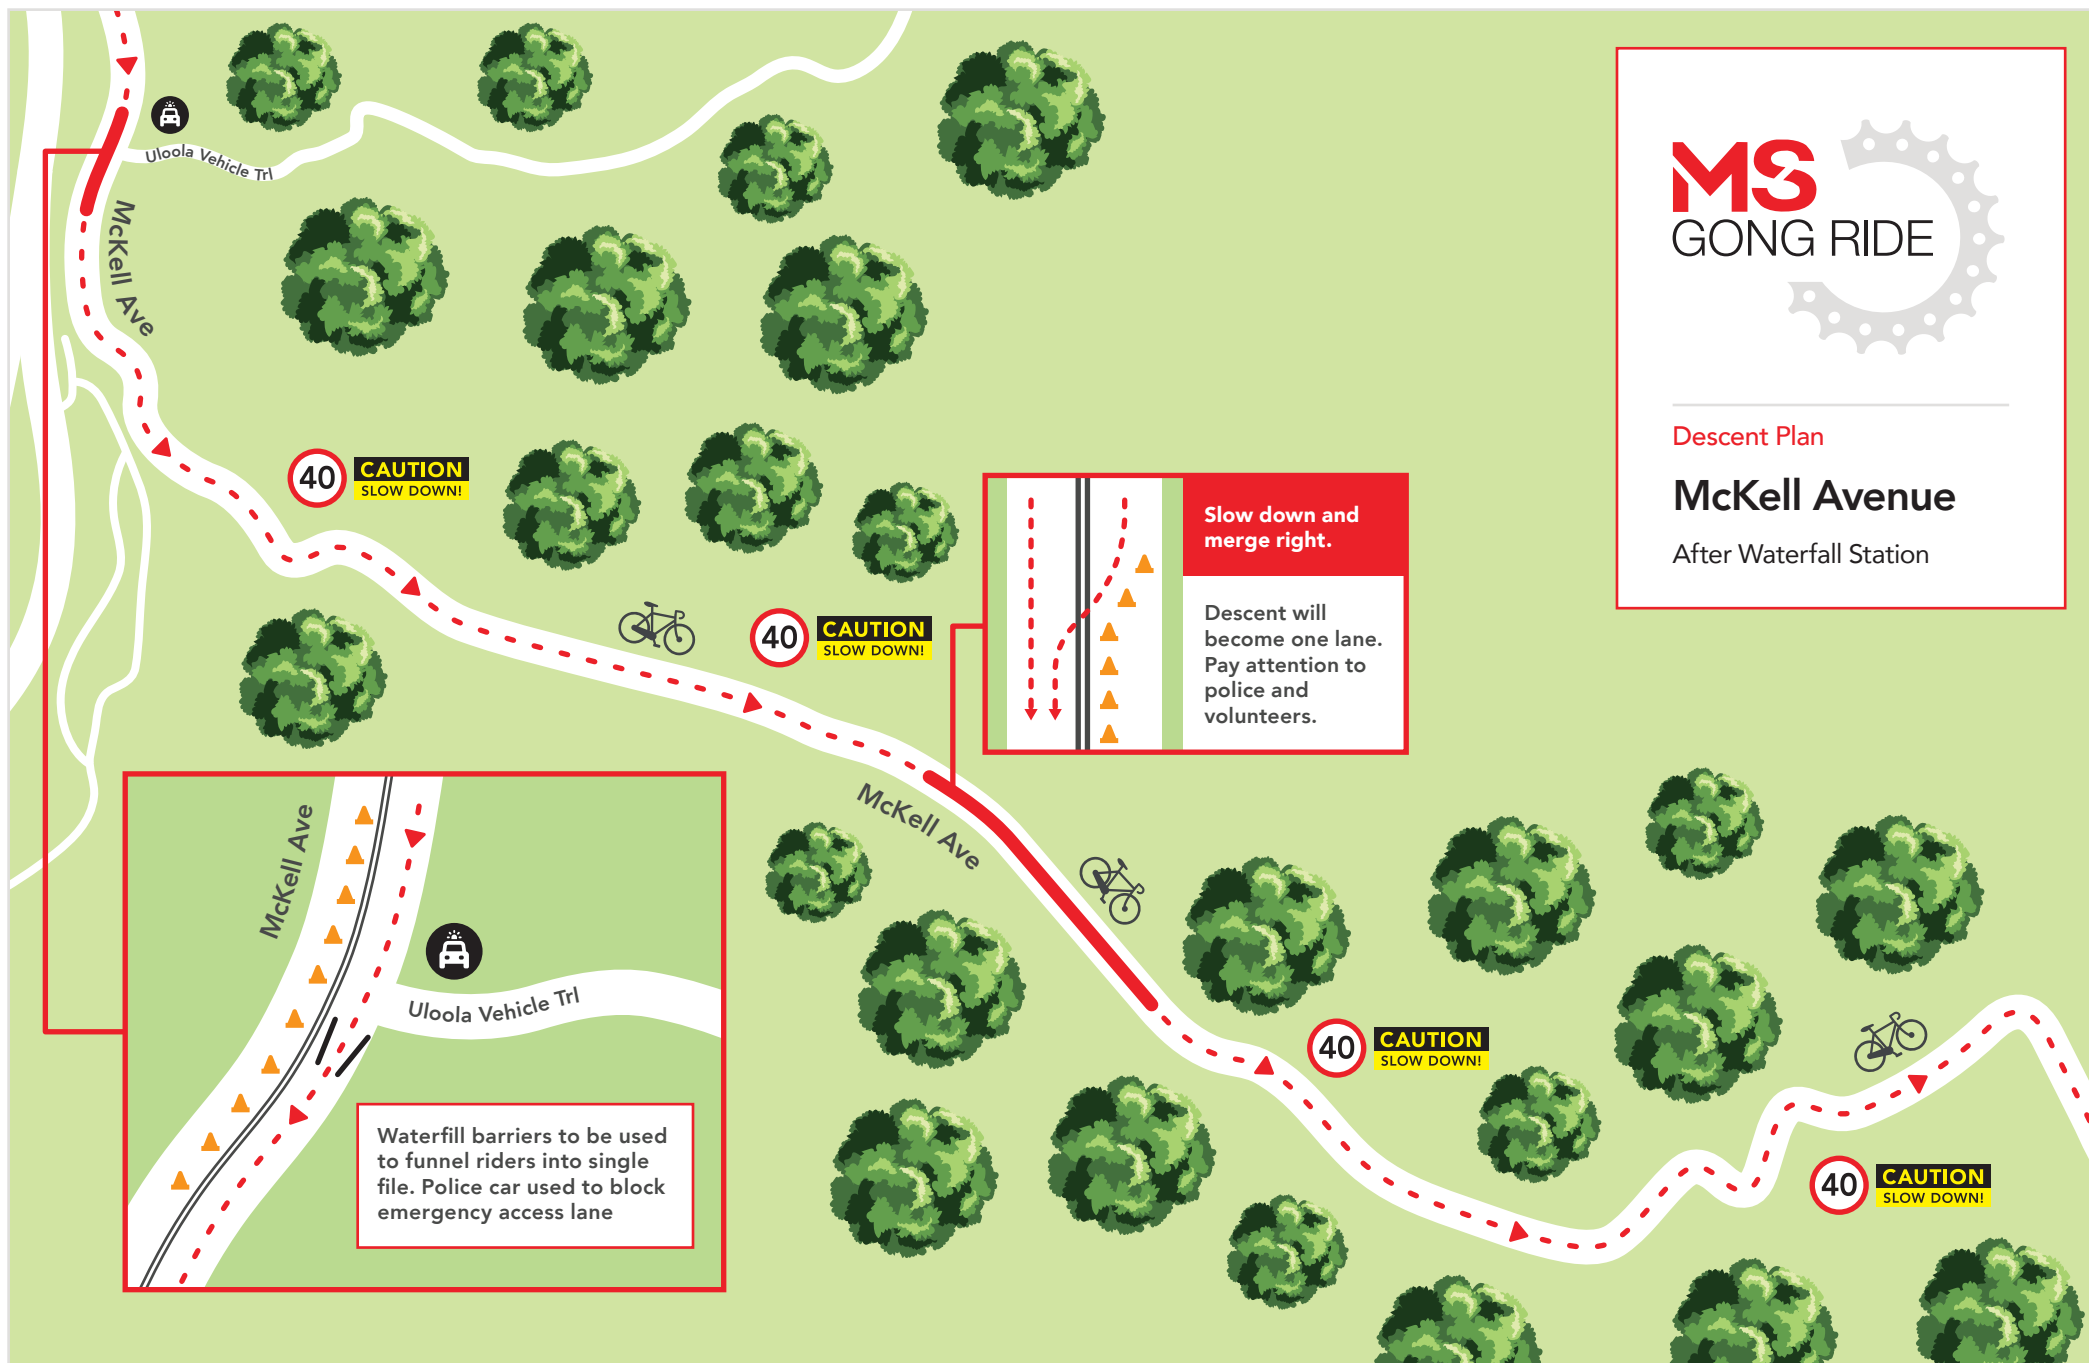 MS
GONG RIDE
Descent Plan
McKell Avenue
After Waterfall Station
Uloola Vehicle Trl
McKell Ave
40
CAUTION
SLOW DOWN!
40
CAUTION
SLOW DOWN!
Slow down and
merge right.
Descent will
become one lane.
Pay attention to
police and
volunteers.
McKell Ave
McKell Ave
Uloola Vehicle Trl
Waterfill barriers to be used
to funnel riders into single
file. Police car used to block
emergency access lane
40
CAUTION
SLOW DOWN!
40
CAUTION
SLOW DOWN!